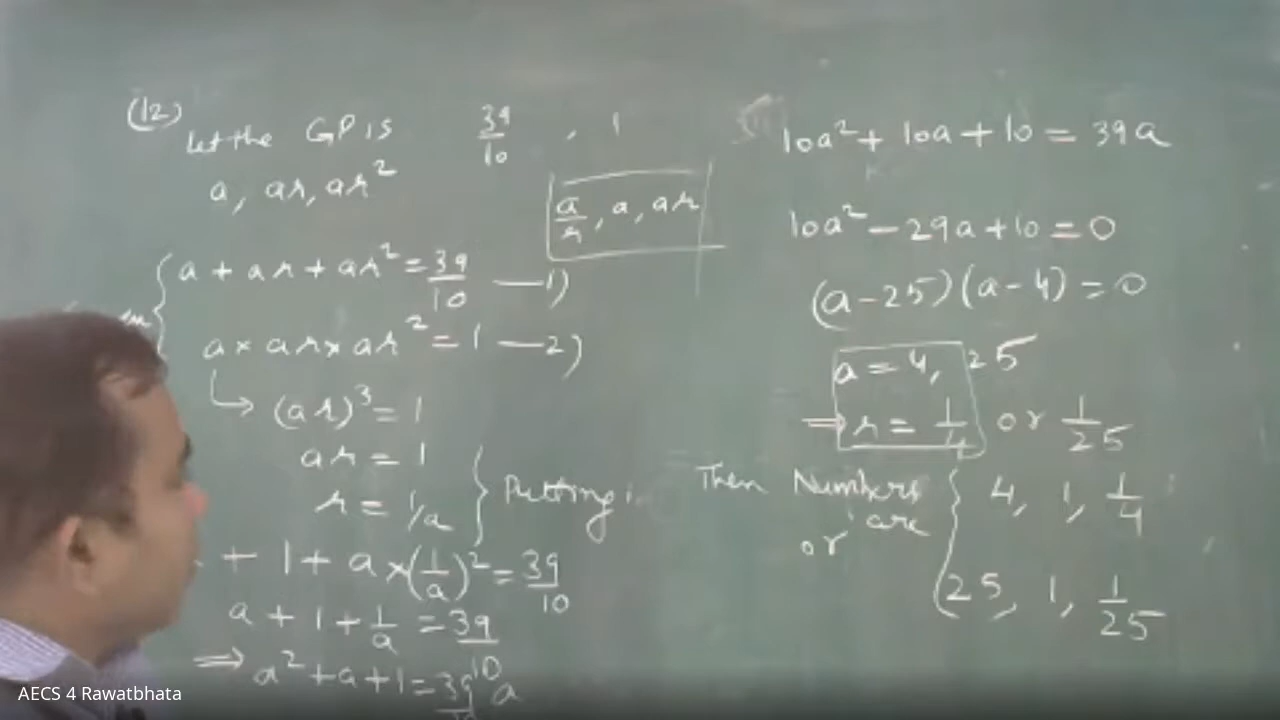 (12)
Let the GP is 39/10 , 1
a, ar, ar²
a/r, a, ar
a + ar + ar² = 39/10 — 1)
a × ar × ar² = 1 — 2)
↳ (ar)³ = 1
ar = 1
r = 1/a } Putting
+ 1 + a × (1/a)² = 39/10
a + 1 + 1/a = 39/10
⇒ a² + a + 1 = 39/10 a
10a² + 10a + 10 = 39a
10a² - 29a + 10 = 0
(a - 25)(a - 4) = 0
a = 4, 25
⇒ r = 1/4 or 1/25
Then Numbers are { 4, 1, 1/4
or
25, 1, 1/25
AECS 4 Rawatbhata